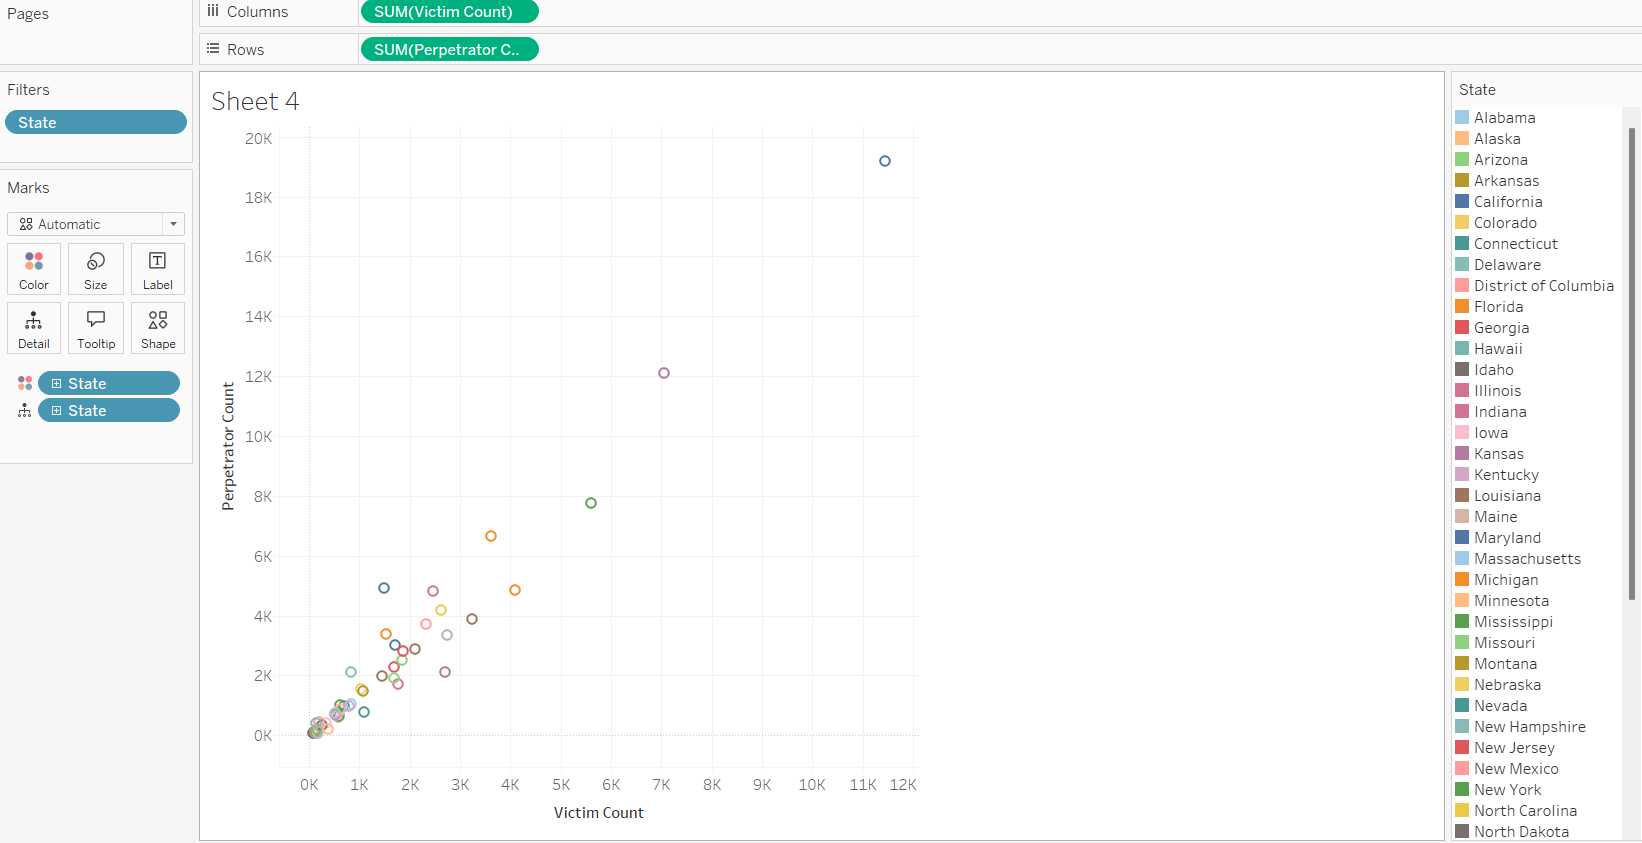 Pages
Columns
SUM(Victim Count)
Rows
SUM(Perpetrator C..
Filters
State
Marks
Automatic
Color
Size
Label
Detail
Tooltip
Shape
State
State
Sheet 4
20K
18K
16K
14K
12K
10K
8K
6K
4K
2K
0K
Perpetrator Count
0K
1K
2K
3K
4K
5K
6K
7K
8K
9K
10K
11K
12K
Victim Count
State
Alabama
Alaska
Arizona
Arkansas
California
Colorado
Connecticut
Delaware
District of Columbia
Florida
Georgia
Hawaii
Idaho
Illinois
Indiana
Iowa
Kansas
Kentucky
Louisiana
Maine
Maryland
Massachusetts
Michigan
Minnesota
Mississippi
Missouri
Montana
Nebraska
Nevada
New Hampshire
New Jersey
New Mexico
New York
North Carolina
North Dakota